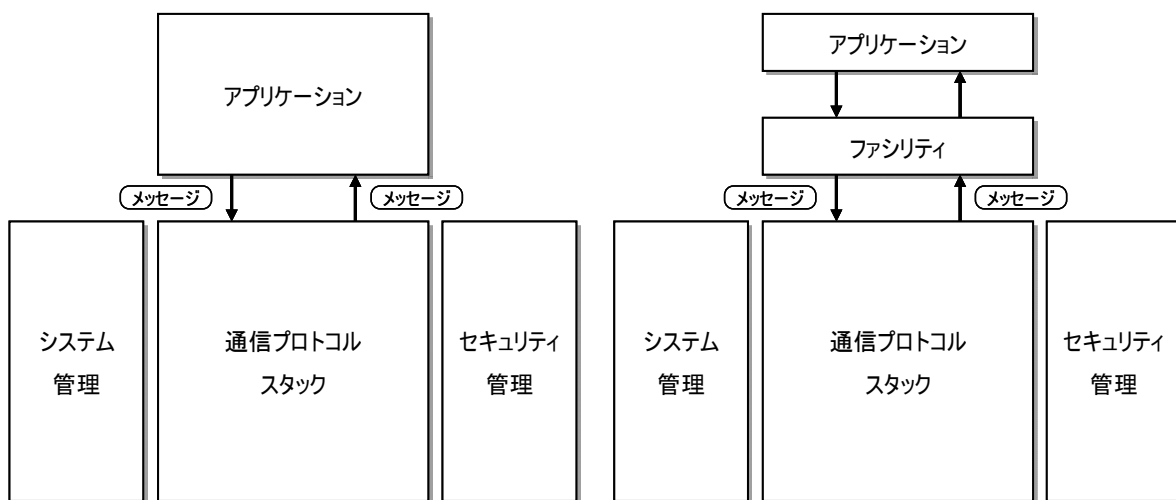 アプリケーション
メッセージ
メッセージ
システム
管理
通信プロトコル
スタック
セキュリティ
管理
アプリケーション
ファシリティ
メッセージ
メッセージ
システム
管理
通信プロトコル
スタック
セキュリティ
管理